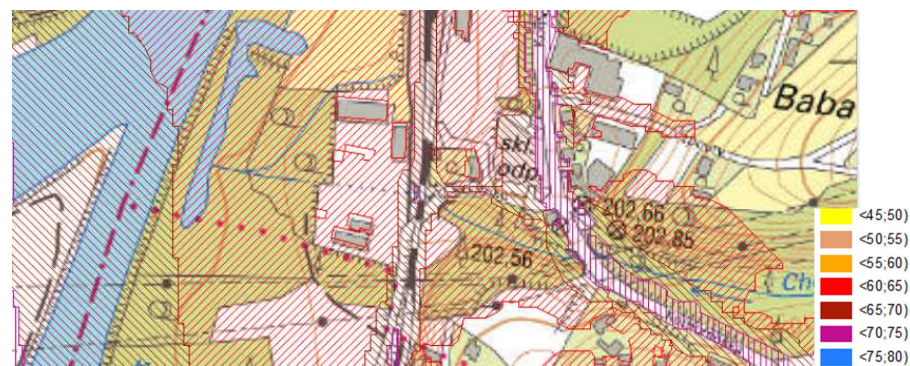 Baba
skl.
odp.
202,66
202,85
202,56
Ch
<45;50)
<50;55)
<55;60)
<60;65)
<65;70)
<70;75)
<75;80)